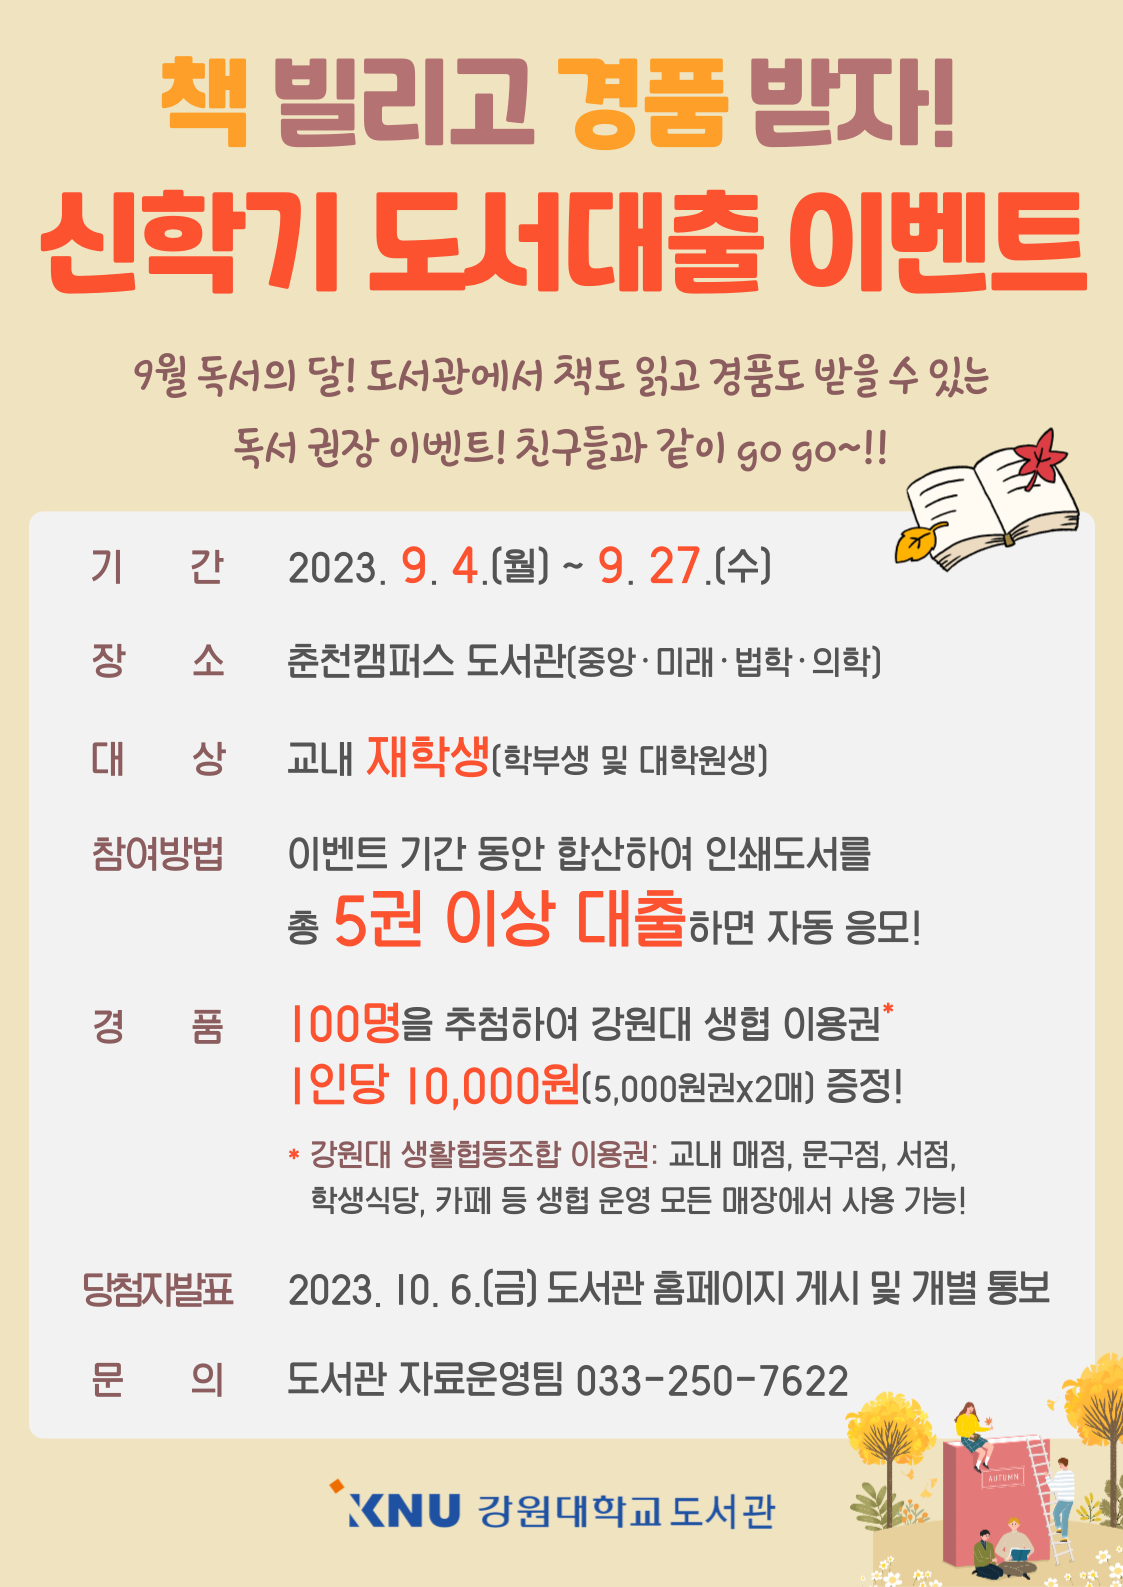 책 빌리고 경품 받자!
신학기 도서대출 이벤트
9월 독서의 달! 도서관에서 책도 읽고 경품도 받을 수 있는
독서 권장 이벤트! 친구들과 같이 go go~!!
기 간 2023. 9. 4.(월) ~ 9. 27.(수)
장 소 춘천캠퍼스 도서관(중앙·미래·법학·의학)
대 상 교내 재학생(학부생 및 대학원생)
참여방법 이벤트 기간 동안 합산하여 인쇄도서를
총 5권 이상 대출하면 자동 응모!
경 품 100명을 추첨하여 강원대 생협 이용권*
1인당 10,000원(5,000원권x2매) 증정!
* 강원대 생활협동조합 이용권: 교내 매점, 문구점, 서점,
학생식당, 카페 등 생협 운영 모든 매장에서 사용 가능!
당첨자발표 2023. 10. 6.(금) 도서관 홈페이지 게시 및 개별 통보
문 의 도서관 자료운영팀 033-250-7622
AUTUMN
KNU 강원대학교도서관